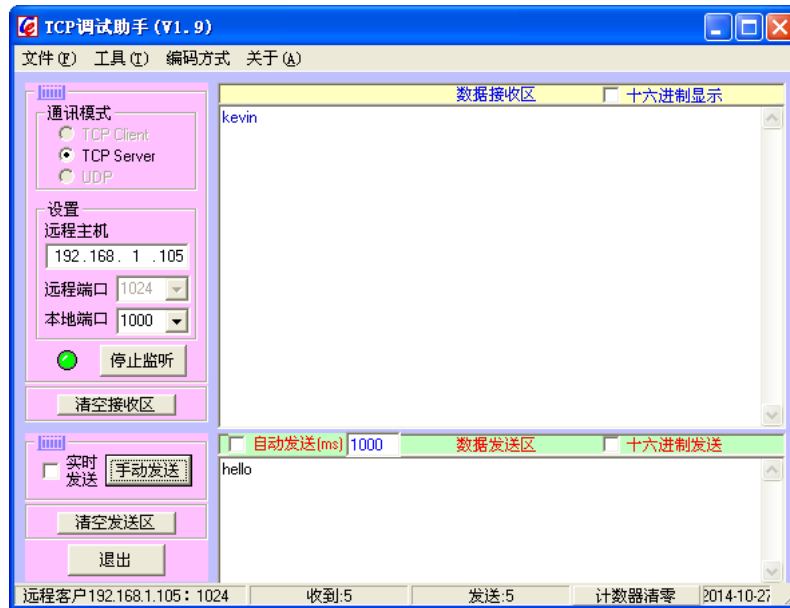 TCP调试助手(V1.9)
文件(F) 工具(T) 编码方式 关于(A)
通讯模式
TCP Client
TCP Server
UDP
设置
远程主机
192.168. 1 .105
远程端口 1024
本地端口 1000
停止监听
清空接收区
数据接收区 十六进制显示
kevin
实时发送 手动发送
清空发送区
退出
自动发送(ms) 1000 数据发送区 十六进制发送
hello
远程客户192.168.1.105：1024 收到:5 发送:5 计数器清零 2014-10-27